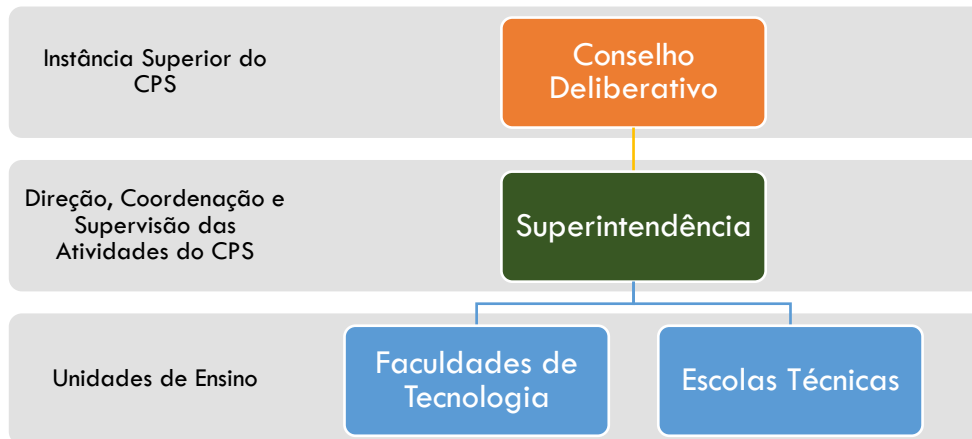 Instância Superior do
CPS
Conselho
Deliberativo
Direção, Coordenação e
Supervisão das
Atividades do CPS
Superintendência
Unidades de Ensino
Faculdades de
Tecnologia
Escolas Técnicas